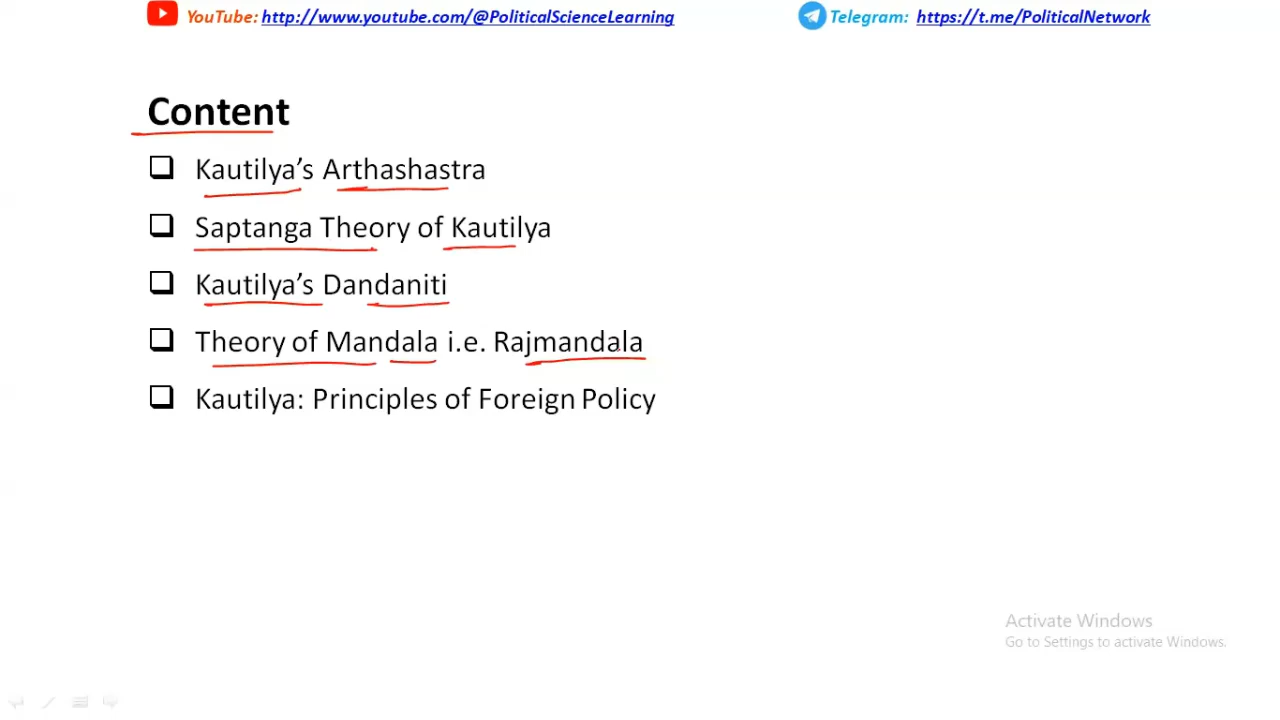 YouTube: http://www.youtube.com/@PoliticalScienceLearning
Telegram: https://t.me/PoliticalNetwork
Content
Kautilya’s Arthashastra
Saptanga Theory of Kautilya
Kautilya’s Dandaniti
Theory of Mandala i.e. Rajmandala
Kautilya: Principles of Foreign Policy
Activate Windows
Go to Settings to activate Windows.